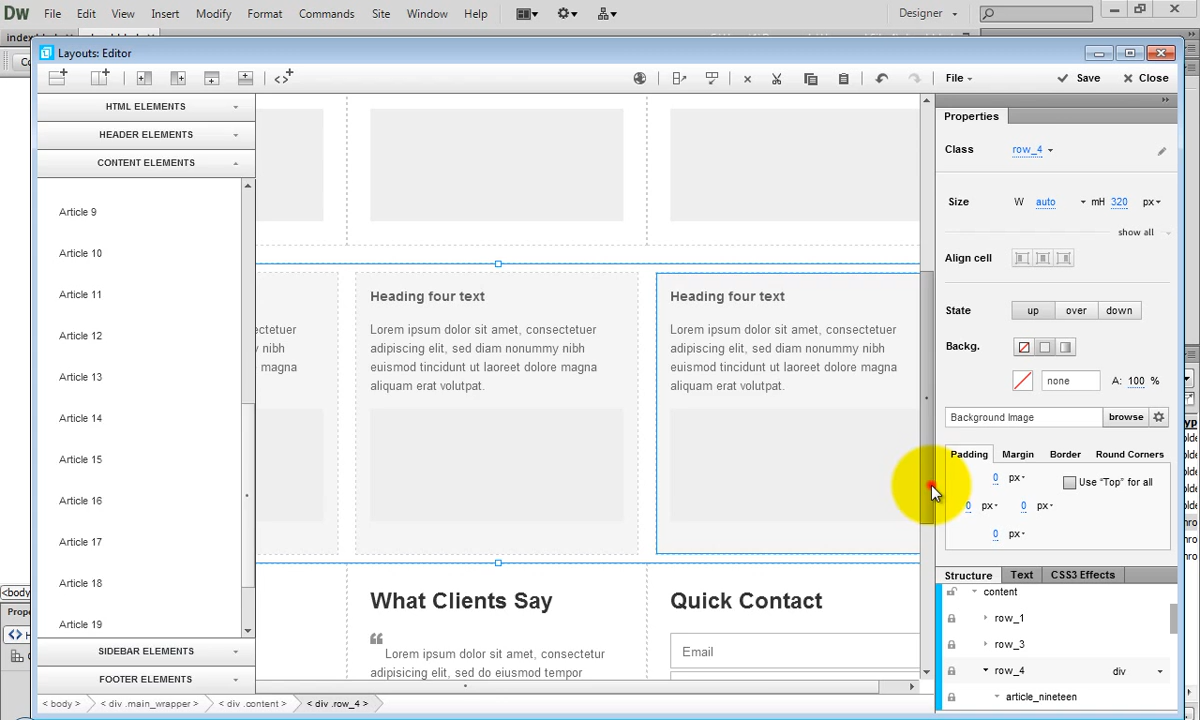 Dw File Edit View Insert Modify Format Commands Site Window Help Designer
Layouts: Editor
File Save Close
HTML ELEMENTS
HEADER ELEMENTS
CONTENT ELEMENTS
Article 9
Article 10
Article 11
Article 12
Article 13
Article 14
Article 15
Article 16
Article 17
Article 18
Article 19
SIDEBAR ELEMENTS
FOOTER ELEMENTS
ctetuer
y nibh
magna
Heading four text
Lorem ipsum dolor sit amet, consectetuer
adipiscing elit, sed diam nonummy nibh
euismod tincidunt ut laoreet dolore magna
aliquam erat volutpat.
Heading four text
Lorem ipsum dolor sit amet, consectetuer
adipiscing elit, sed diam nonummy nibh
euismod tincidunt ut laoreet dolore magna
aliquam erat volutpat.
What Clients Say
“
Lorem ipsum dolor sit amet, consectetur
adipiscing elit, sed do eiusmod tempor
Quick Contact
Email
Properties
Class row_4
Size W auto mH 320 px
show all
Align cell
State up over down
Backg.
none A: 100 %
Background Image browse
Padding Margin Border Round Corners
0 px Use "Top" for all
0 px 0 px
0 px
Structure Text CSS3 Effects
content
row_1
row_3
row_4 div
article_nineteen
<body
Prope
< body > < div .main_wrapper > < div .content > < div .row_4 >